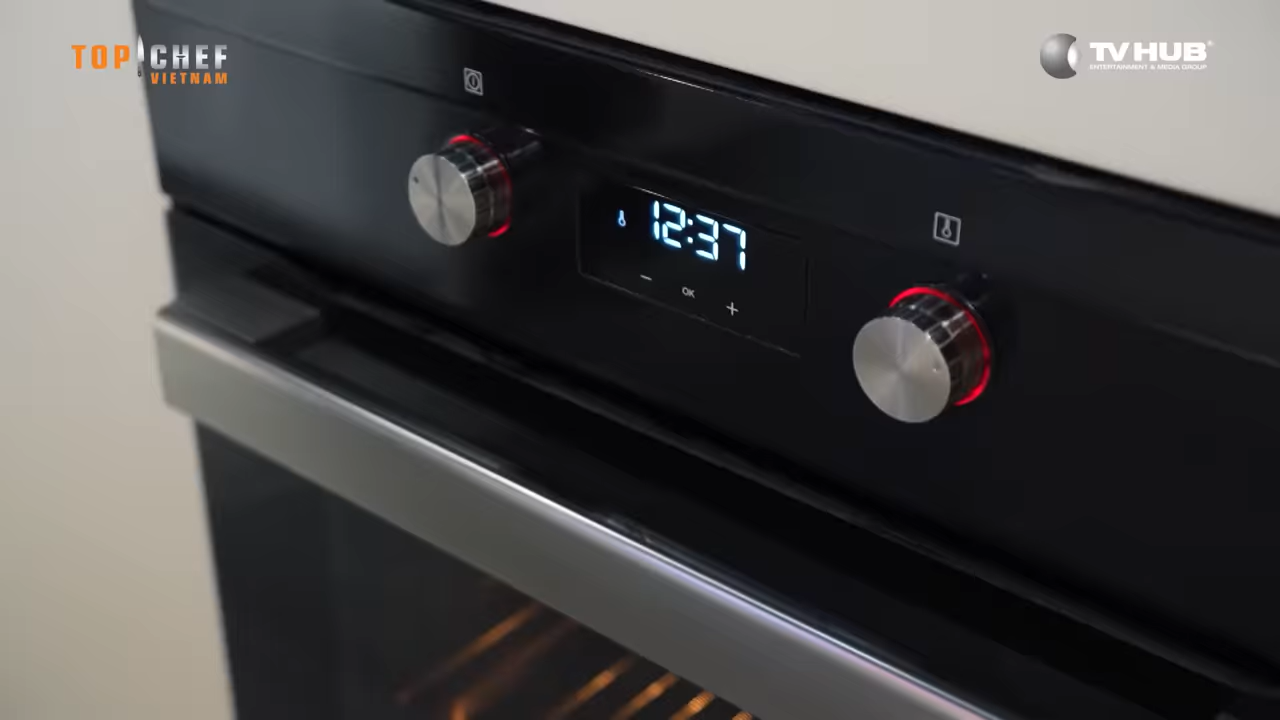 TOP CHEF
VIETNAM
TV HUB®
ENTERTAINMENT & MEDIA GROUP
12:37
− OK +